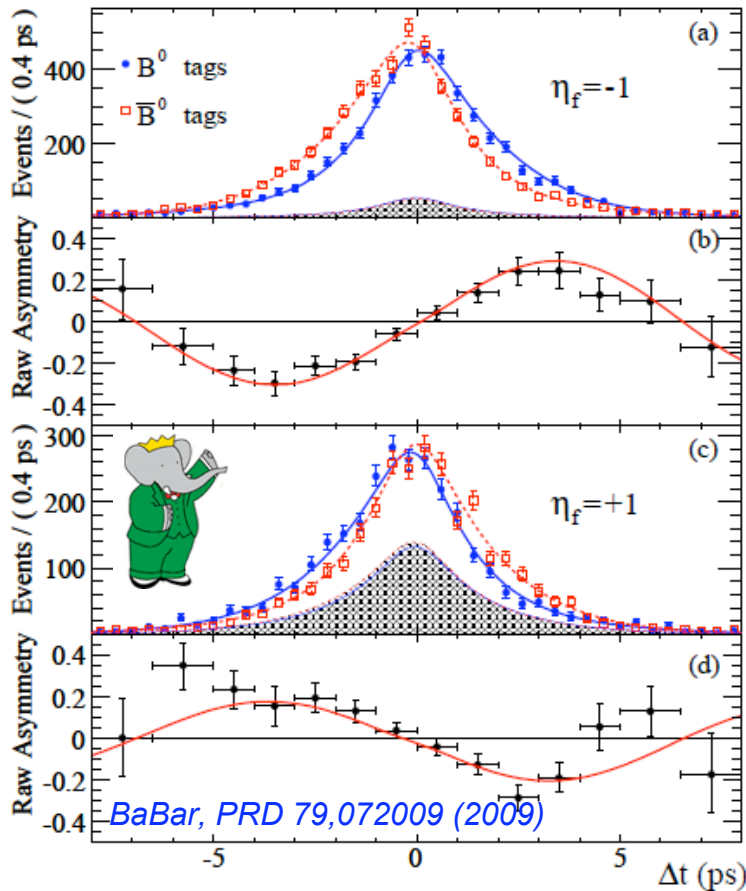 (a)
Events / ( 0.4 ps )
400
200
B⁰ tags
B̅⁰ tags
ηf=-1
(b)
Raw Asymmetry
0.4
0.2
0
-0.2
-0.4
(c)
Events / ( 0.4 ps )
300
200
100
ηf=+1
(d)
Raw Asymmetry
0.4
0.2
0
-0.2
-0.4
BaBar, PRD 79,072009 (2009)
-5 0 5
Δt (ps)